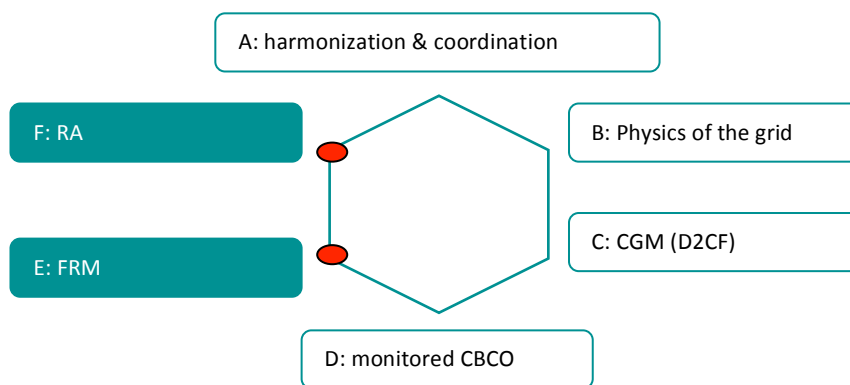 A: harmonization & coordination
F: RA
B: Physics of the grid
E: FRM
C: CGM (D2CF)
D: monitored CBCO